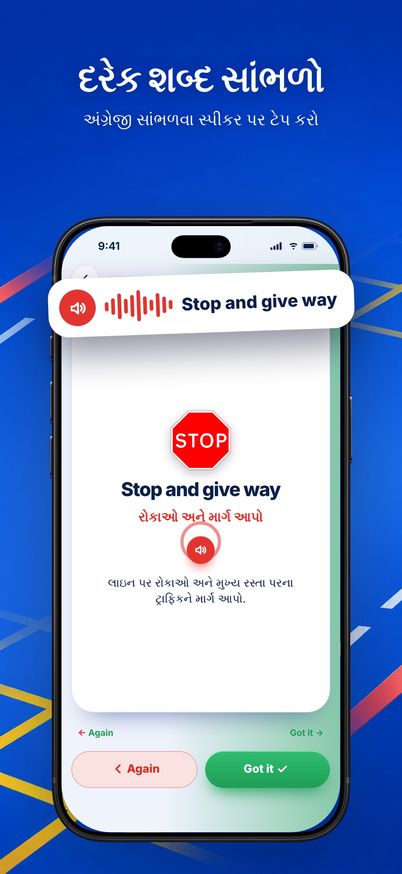 દરેક શબ્દ સાંભળો
અંગ્રેજી સાંભળવા સ્પીકર પર ટેપ કરો
9:41
Stop and give way
STOP
Stop and give way
રોકાઓ અને માર્ગ આપો
લાઇન પર રોકાઓ અને મુખ્ય રસ્તા પરના
ટ્રાફિકને માર્ગ આપો.
← Again
Got it →
Again
Got it ✓